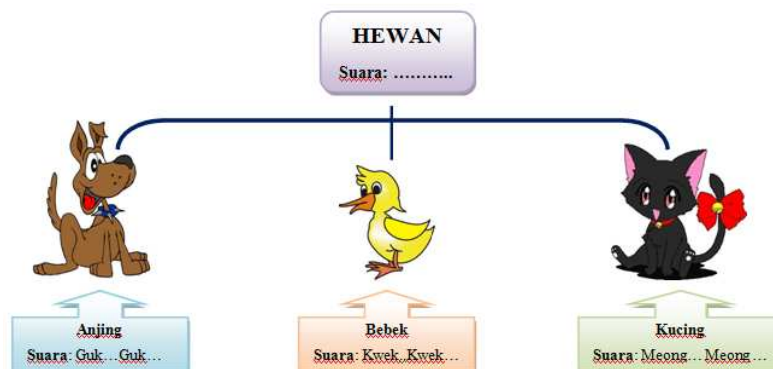 HEWAN
Suara: ………..
Anjing
Suara: Guk…Guk…
Bebek
Suara: Kwek..Kwek…
Kucing
Suara: Meong… Meong…